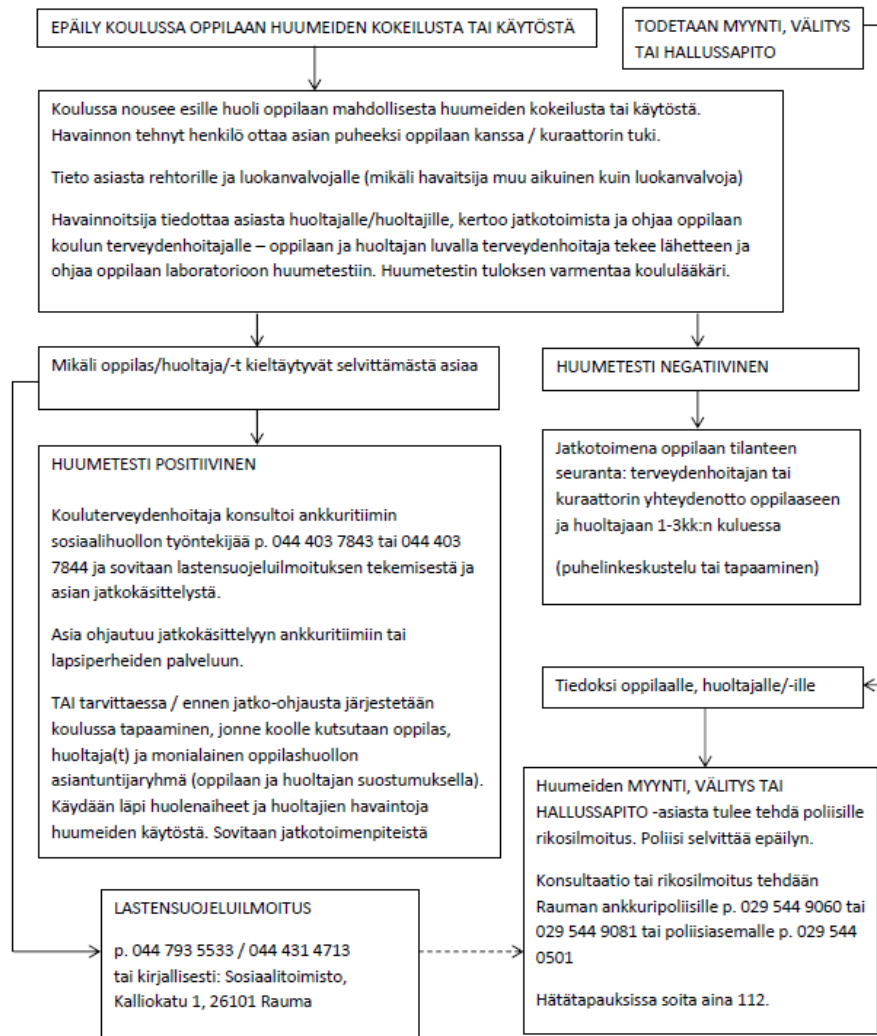 EPÄILY KOULUSSA OPPILAAN HUUMEIDEN KOKEILUSTA TAI KÄYTÖSTÄ
TODETAAN MYYNTI, VÄLITYS
TAI HALLUSSAPITO
Koulussa nousee esille huoli oppilaan mahdollisesta huumeiden kokeilusta tai käytöstä.
Havainnon tehnyt henkilö ottaa asian puheeksi oppilaan kanssa / kuraattorin tuki.
Tieto asiasta rehtorille ja luokanvalvojalle (mikäli havaitsija muu aikuinen kuin luokanvalvoja)
Havainnoitsija tiedottaa asiasta huoltajalle/huoltajille, kertoo jatkotoimista ja ohjaa oppilaan
koulun terveydenhoitajalle – oppilaan ja huoltajan luvalla terveydenhoitaja tekee lähetteen ja
ohjaa oppilaan laboratorioon huumetestiin. Huumetestin tuloksen varmentaa koululääkäri.
Mikäli oppilas/huoltaja/-t kieltäytyvät selvittämästä asiaa
HUUMETESTI NEGATIIVINEN
HUUMETESTI POSITIIVINEN
Kouluterveydenhoitaja konsultoi ankkuritiimin
sosiaalihuollon työntekijää p. 044 403 7843 tai 044 403
7844 ja sovitaan lastensuojeluilmoituksen tekemisestä ja
asian jatkokäsittelystä.
Asia ohjautuu jatkokäsittelyyn ankkuritiimiin tai
lapsiperheiden palveluun.
TAI tarvittaessa / ennen jatko-ohjausta järjestetään
koulussa tapaaminen, jonne koolle kutsutaan oppilas,
huoltaja(t) ja monialainen oppilashuollon
asiantuntijaryhmä (oppilaan ja huoltajan suostumuksella).
Käydään läpi huolenaiheet ja huoltajien havaintoja
huumeiden käytöstä. Sovitaan jatkotoimenpiteistä
Jatkotoimena oppilaan tilanteen
seuranta: terveydenhoitajan tai
kuraattorin yhteydenotto oppilaaseen
ja huoltajaan 1-3kk:n kuluessa
(puhelinkeskustelu tai tapaaminen)
Tiedoksi oppilaalle, huoltajalle/-ille
Huumeiden MYYNTI, VÄLITYS TAI
HALLUSSAPITO -asiasta tulee tehdä poliisille
rikosilmoitus. Poliisi selvittää epäilyn.
Konsultaatio tai rikosilmoitus tehdään
Rauman ankkuripoliisille p. 029 544 9060 tai
029 544 9081 tai poliisiasemalle p. 029 544
0501
Hätätapauksissa soita aina 112.
LASTENSUOJELUILMOITUS
p. 044 793 5533 / 044 431 4713
tai kirjallisesti: Sosiaalitoimisto,
Kalliokatu 1, 26101 Rauma